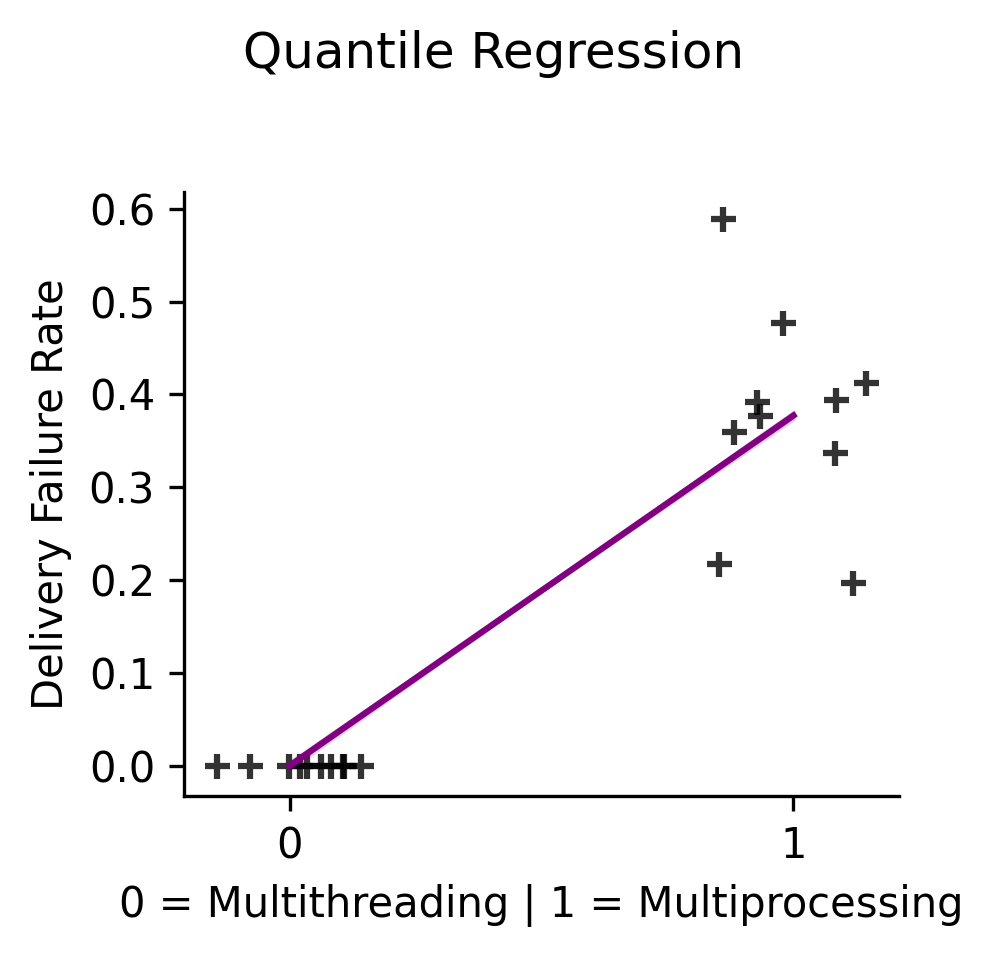 Quantile Regression
Delivery Failure Rate
0.6
0.5
0.4
0.3
0.2
0.1
0.0
0 1
0 = Multithreading | 1 = Multiprocessing